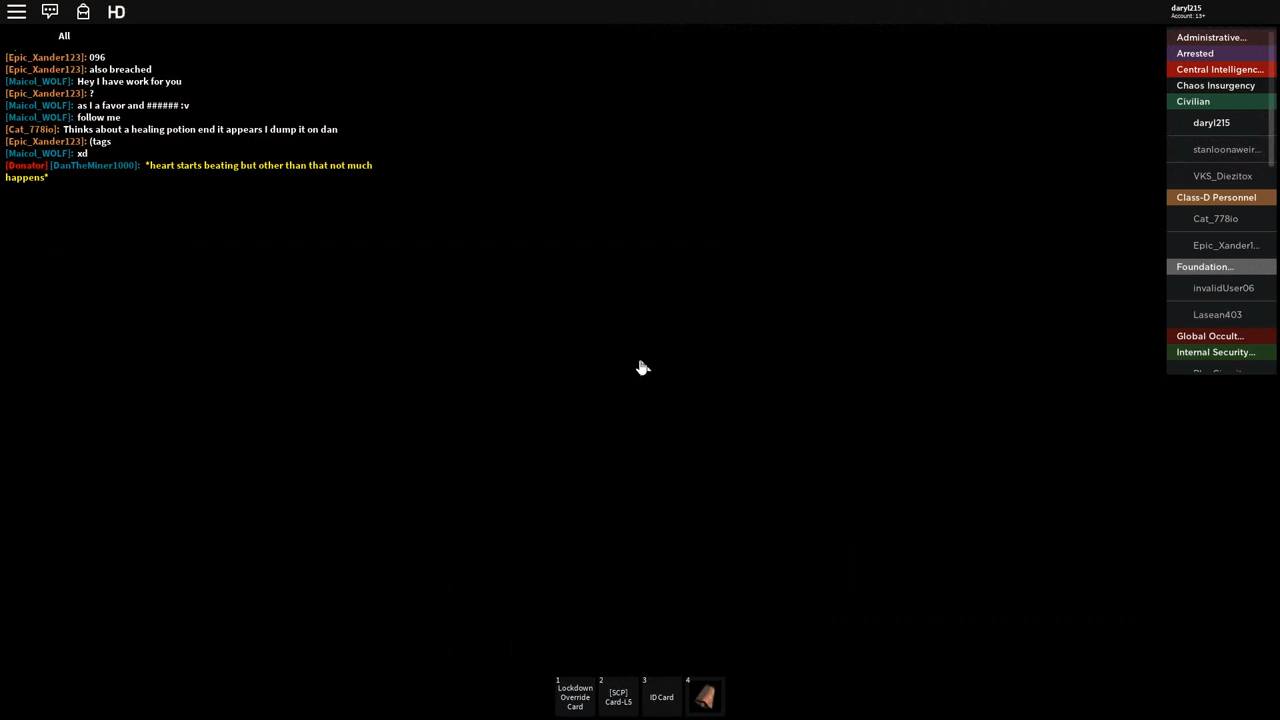 HD
daryl215
Account: 13+
All
[Epic_Xander123]: 096
[Epic_Xander123]: also breached
[Maicol_WOLF]: Hey I have work for you
[Epic_Xander123]: ?
[Maicol_WOLF]: as I a favor and ###### :v
[Maicol_WOLF]: follow me
[Cat_778io]: Thinks about a healing potion end it appears I dump it on dan
[Epic_Xander123]: (tags
[Maicol_WOLF]: xd
[Donator] [DanTheMiner1000]: *heart starts beating but other than that not much
happens*
Administrative...
Arrested
Central Intelligenc...
Chaos Insurgency
Civilian
daryl215
stanloonaweir...
VKS_Diezitox
Class-D Personnel
Cat_778io
Epic_Xander1...
Foundation...
invalidUser06
Lasean403
Global Occult...
Internal Security...
1
Lockdown
Override
Card
2
[SCP]
Card-L5
3
ID Card
4